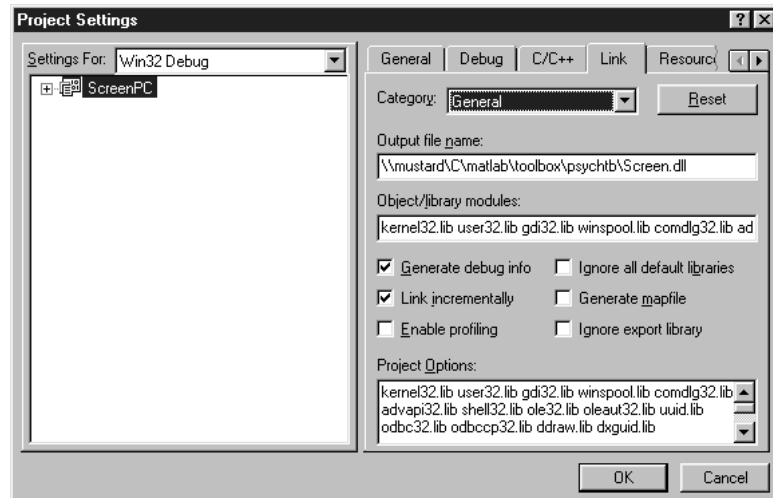 Project Settings
Settings For: Win32 Debug
ScreenPC
General Debug C/C++ Link Resourc
Category: General Reset
Output file name:
\\mustard\C\matlab\toolbox\psychtb\Screen.dll
Object/library modules:
kernel32.lib user32.lib gdi32.lib winspool.lib comdlg32.lib ad
Generate debug info Ignore all default libraries
Link incrementally Generate mapfile
Enable profiling Ignore export library
Project Options:
kernel32.lib user32.lib gdi32.lib winspool.lib comdlg32.lib
advapi32.lib shell32.lib ole32.lib oleaut32.lib uuid.lib
odbc32.lib odbccp32.lib ddraw.lib dxguid.lib
OK Cancel